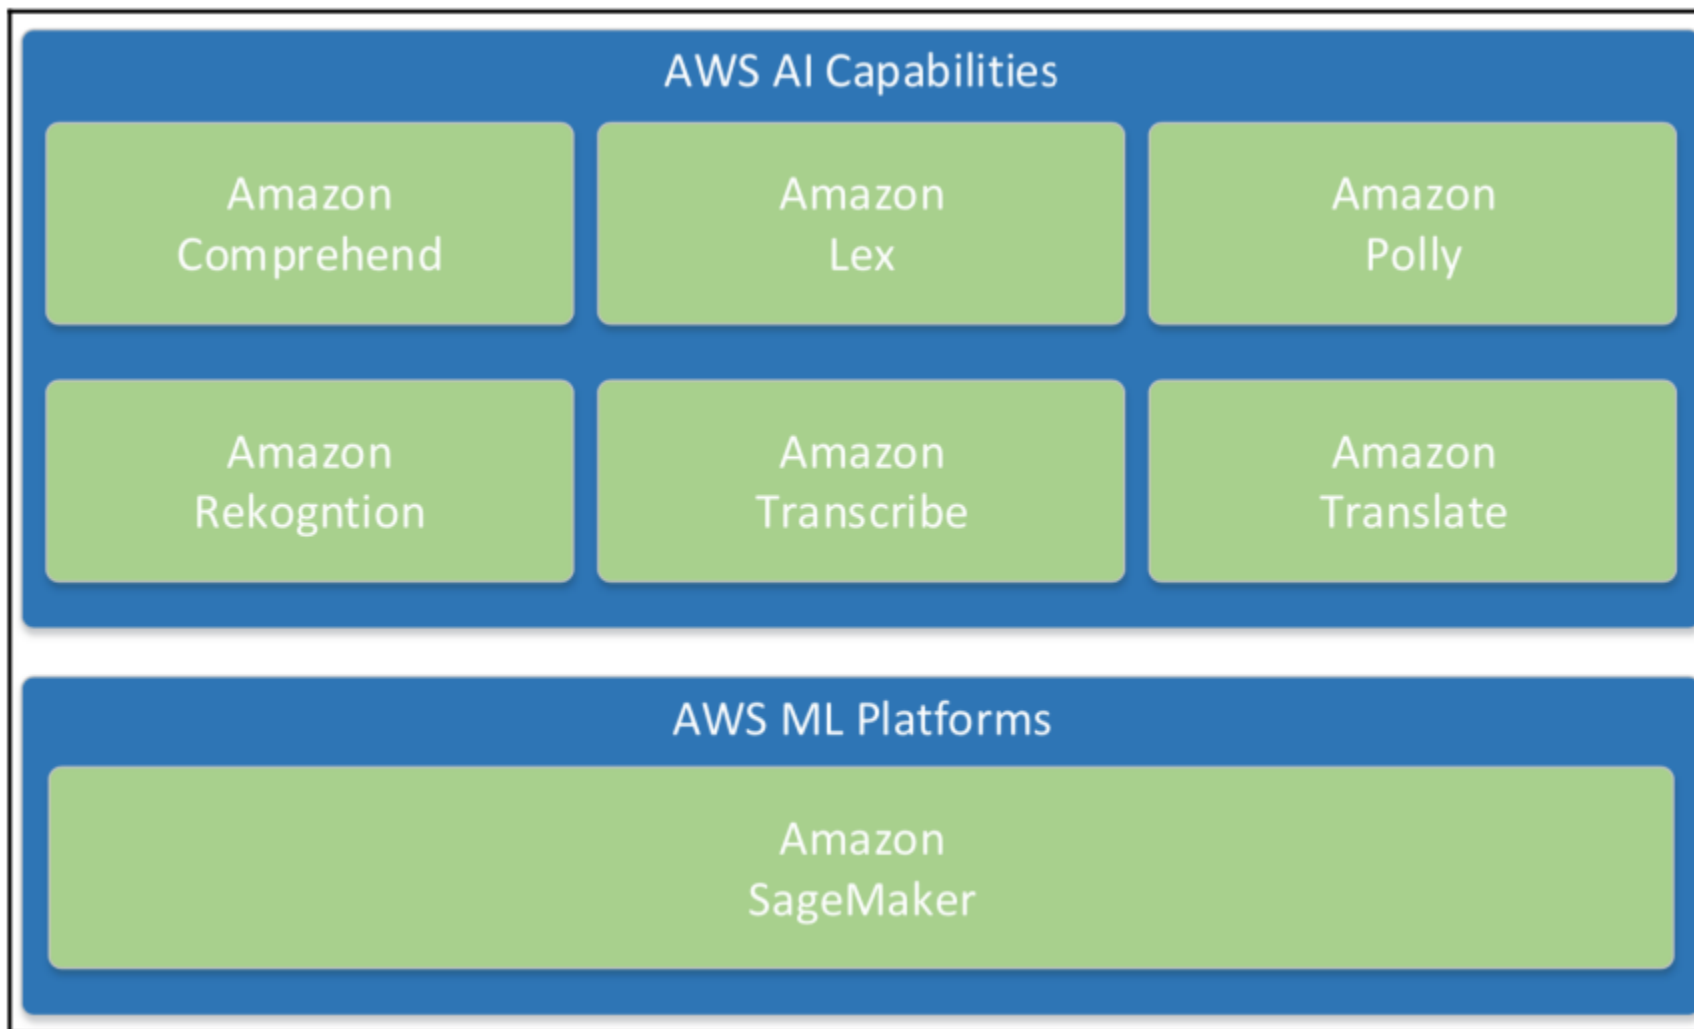 AWS AI Capabilities
Amazon
Comprehend
Amazon
Lex
Amazon
Polly
Amazon
Rekogntion
Amazon
Transcribe
Amazon
Translate
AWS ML Platforms
Amazon
SageMaker